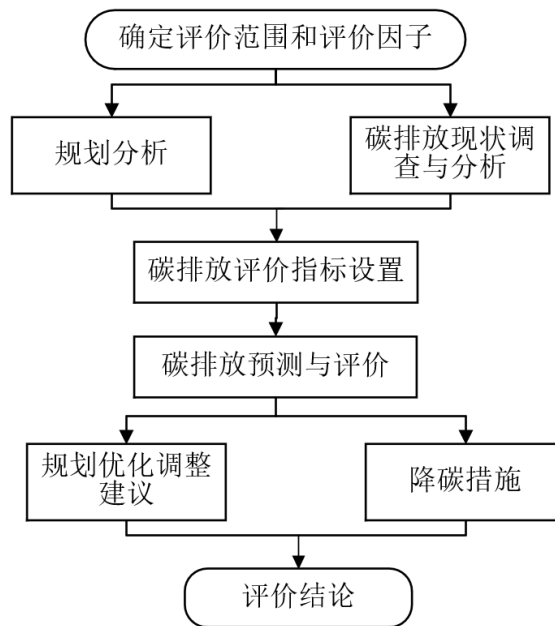 确定评价范围和评价因子
规划分析
碳排放现状调
查与分析
碳排放评价指标设置
碳排放预测与评价
规划优化调整
建议
降碳措施
评价结论